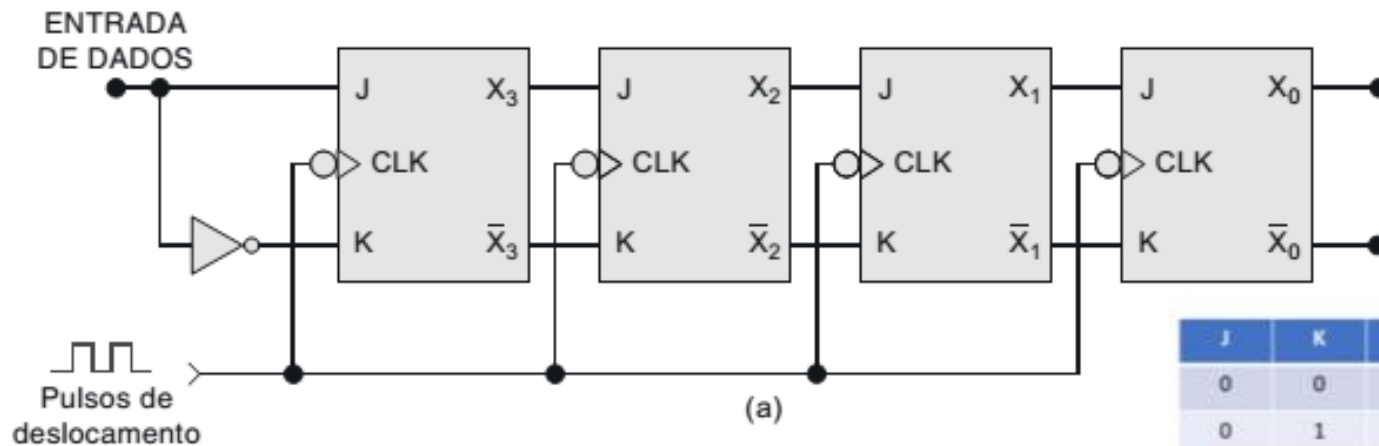 ENTRADA
DE DADOS
J X₃ J X₂ J X₁ J X₀
CLK CLK CLK CLK
K X̅₃ K X̅₂ K X̅₁ K X̅₀
Pulsos de
deslocamento
(a)
J K
0 0
0 1